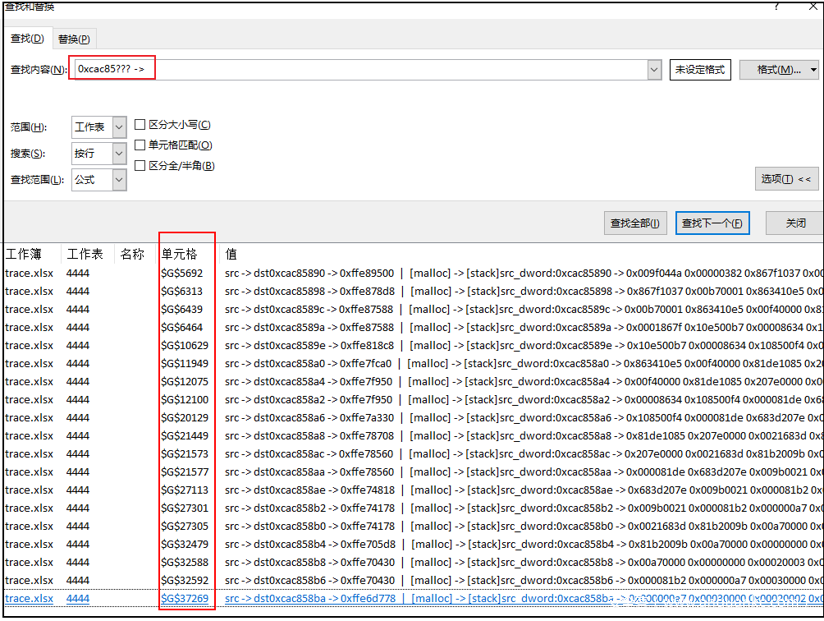 查找和替换 ? ×
查找(D) 替换(P)
查找内容(N): 0xcac85??? -> 未设定格式 格式(M)...
范围(H): 工作表 区分大小写(C)
搜索(S): 按行 单元格匹配(O)
查找范围(L): 公式 区分全/半角(B)
选项(T) <<
查找全部(I) 查找下一个(F) 关闭
工作簿 工作表 名称 单元格 值
trace.xlsx 4444 $G$5692 src -> dst0xcac85890 -> 0xffe89500 | [malloc] -> [stack]src_dword:0xcac85890 -> 0x009f044a 0x00000382 0x867f1037 0x00
trace.xlsx 4444 $G$6313 src -> dst0xcac85898 -> 0xffe878d8 | [malloc] -> [stack]src_dword:0xcac85898 -> 0x867f1037 0x00b70001 0x863410e5 0x00
trace.xlsx 4444 $G$6439 src -> dst0xcac8589c -> 0xffe87588 | [malloc] -> [stack]src_dword:0xcac8589c -> 0x00b70001 0x863410e5 0x00f40000 0x8
trace.xlsx 4444 $G$6464 src -> dst0xcac8589a -> 0xffe87588 | [malloc] -> [stack]src_dword:0xcac8589a -> 0x0001867f 0x10e500b7 0x00008634 0x1
trace.xlsx 4444 $G$10629 src -> dst0xcac8589e -> 0xffe818c8 | [malloc] -> [stack]src_dword:0xcac8589e -> 0x10e500b7 0x00008634 0x108500f4 0x0
trace.xlsx 4444 $G$11949 src -> dst0xcac858a0 -> 0xffe7fca0 | [malloc] -> [stack]src_dword:0xcac858a0 -> 0x863410e5 0x00f40000 0x81de1085 0x2
trace.xlsx 4444 $G$12075 src -> dst0xcac858a4 -> 0xffe7f950 | [malloc] -> [stack]src_dword:0xcac858a4 -> 0x00f40000 0x81de1085 0x207e0000 0x0
trace.xlsx 4444 $G$12100 src -> dst0xcac858a2 -> 0xffe7f950 | [malloc] -> [stack]src_dword:0xcac858a2 -> 0x00008634 0x108500f4 0x000081de 0x6
trace.xlsx 4444 $G$20129 src -> dst0xcac858a6 -> 0xffe7a330 | [malloc] -> [stack]src_dword:0xcac858a6 -> 0x108500f4 0x000081de 0x683d207e 0x0
trace.xlsx 4444 $G$21449 src -> dst0xcac858a8 -> 0xffe78708 | [malloc] -> [stack]src_dword:0xcac858a8 -> 0x81de1085 0x207e0000 0x0021683d 0x8
trace.xlsx 4444 $G$21573 src -> dst0xcac858ac -> 0xffe78560 | [malloc] -> [stack]src_dword:0xcac858ac -> 0x207e0000 0x0021683d 0x81b2009b 0x0
trace.xlsx 4444 $G$21577 src -> dst0xcac858aa -> 0xffe78560 | [malloc] -> [stack]src_dword:0xcac858aa -> 0x000081de 0x683d207e 0x009b0021 0x0
trace.xlsx 4444 $G$27113 src -> dst0xcac858ae -> 0xffe74818 | [malloc] -> [stack]src_dword:0xcac858ae -> 0x683d207e 0x009b0021 0x000081b2 0x
trace.xlsx 4444 $G$27301 src -> dst0xcac858b2 -> 0xffe74178 | [malloc] -> [stack]src_dword:0xcac858b2 -> 0x009b0021 0x000081b2 0x000000a7 0x
trace.xlsx 4444 $G$27305 src -> dst0xcac858b0 -> 0xffe74178 | [malloc] -> [stack]src_dword:0xcac858b0 -> 0x0021683d 0x81b2009b 0x00a70000 0x
trace.xlsx 4444 $G$32479 src -> dst0xcac858b4 -> 0xffe705d8 | [malloc] -> [stack]src_dword:0xcac858b4 -> 0x81b2009b 0x00a70000 0x00000000 0x
trace.xlsx 4444 $G$32588 src -> dst0xcac858b8 -> 0xffe70430 | [malloc] -> [stack]src_dword:0xcac858b8 -> 0x00a70000 0x00000000 0x00020003 0x
trace.xlsx 4444 $G$32592 src -> dst0xcac858b6 -> 0xffe70430 | [malloc] -> [stack]src_dword:0xcac858b6 -> 0x000081b2 0x000000a7 0x00030000 0x
trace.xlsx 4444 $G$37269 src -> dst0xcac858ba -> 0xffe6d778 | [malloc] -> [stack]src_dword:0xcac858ba -> 0x000000a7 0x00030000 0x00020002 0x